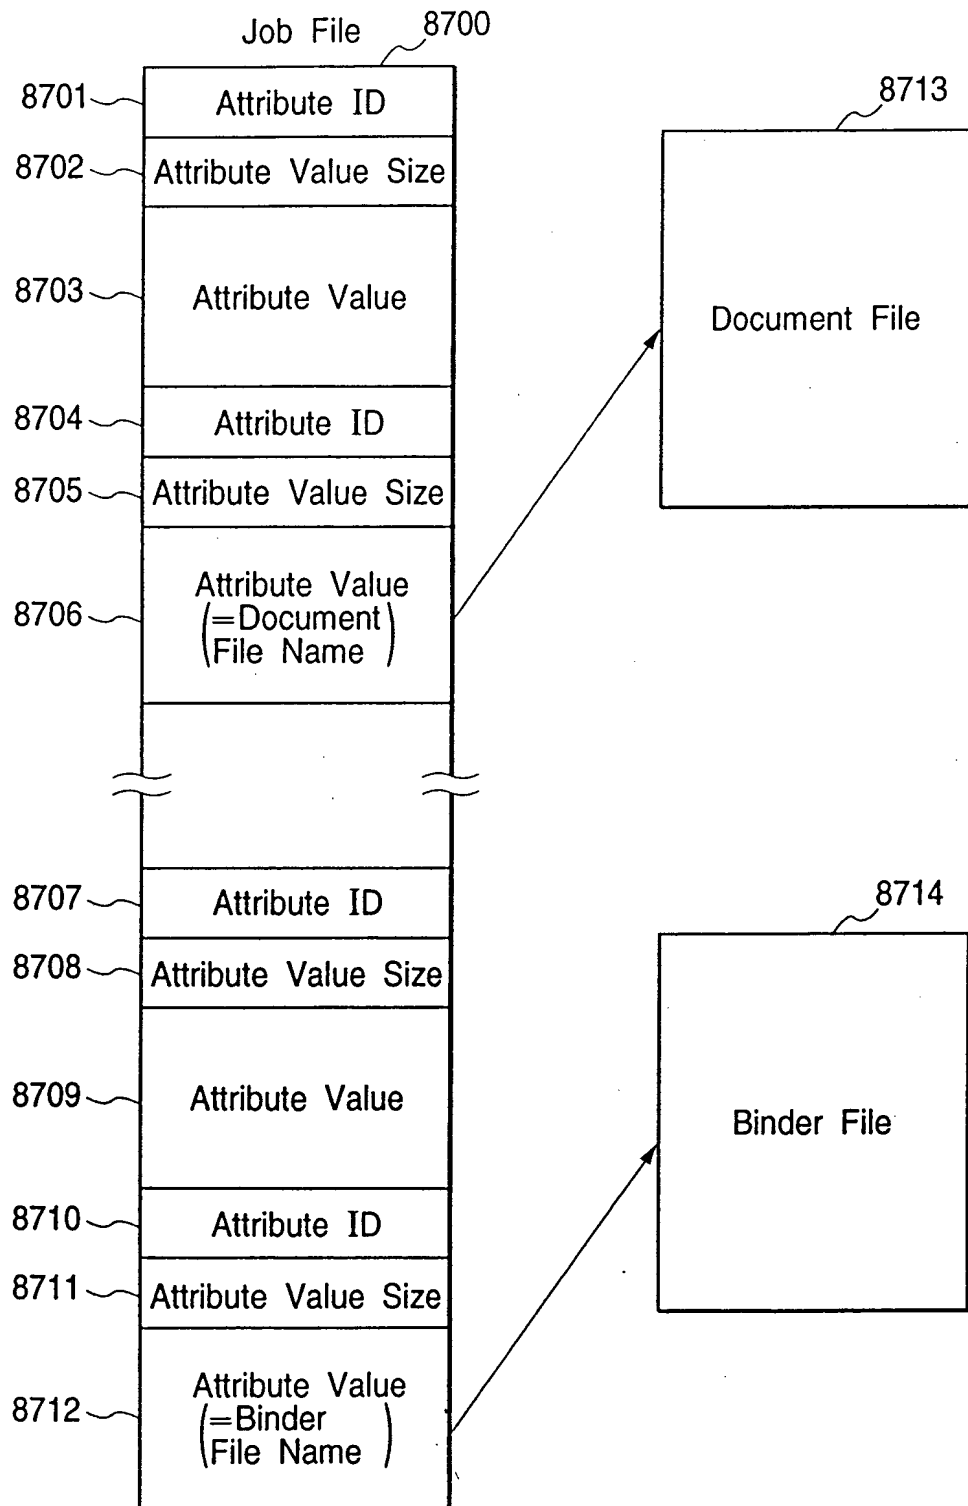 Job File
8700
8701
Attribute ID
8713
8702
Attribute Value Size
8703
Attribute Value
Document File
8704
Attribute ID
8705
Attribute Value Size
8706
Attribute Value
(=Document
File Name)
8707
Attribute ID
8714
8708
Attribute Value Size
8709
Attribute Value
Binder File
8710
Attribute ID
8711
Attribute Value Size
8712
Attribute Value
(=Binder
File Name)